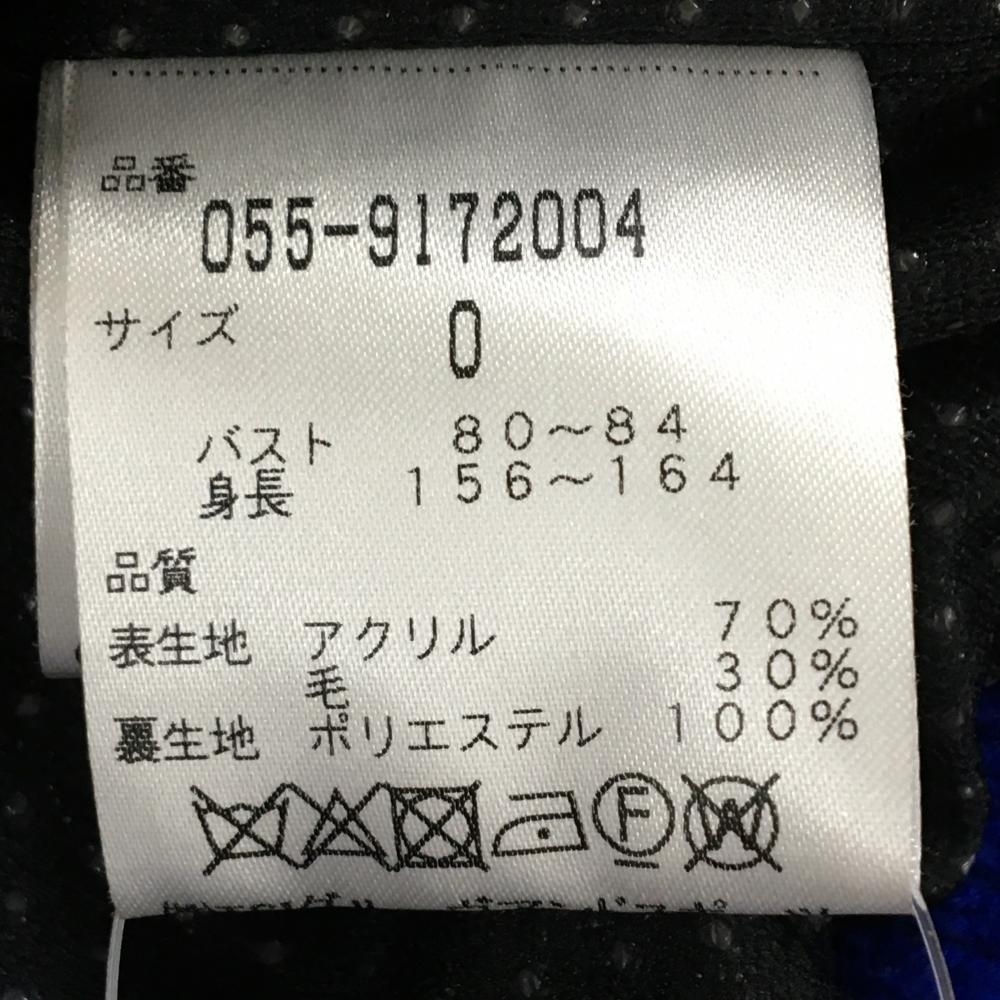 品番
055-9172004
サイズ 0
バスト 80〜84
身長 156〜164
品質
表生地 アクリル 70%
毛 30%
裏生地 ポリエステル 100%
F W